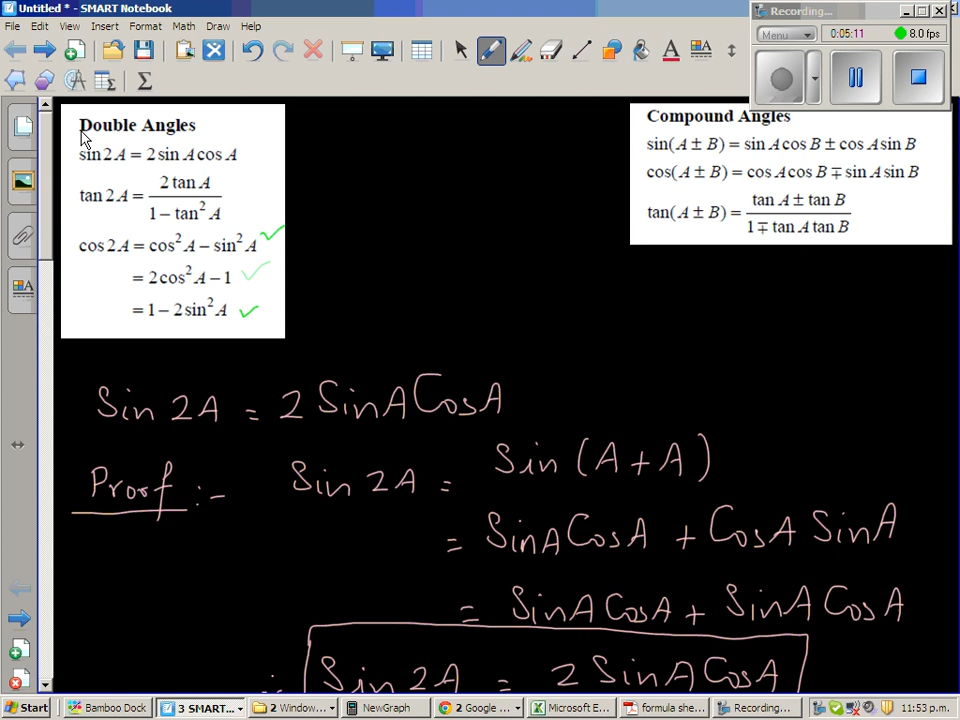 Untitled * - SMART Notebook
File Edit View Insert Format Math Draw Help
Recording...
Menu 0:05:11 8.0 fps
Double Angles
sin 2A = 2 sin A cos A
tan 2A = 2 tan A / 1 − tan² A
cos 2A = cos² A − sin² A
= 2cos² A − 1
= 1 − 2 sin² A
Compound Angles
sin(A ± B) = sin A cos B ± cos A sin B
cos(A ± B) = cos A cos B ∓ sin A sin B
tan(A ± B) = tan A ± tan B / 1 ∓ tan A tan B
Sin 2A = 2 SinA CosA
Proof :- Sin 2A = Sin (A + A)
= SinA CosA + CosA SinA
= SinA CosA + SinA CosA
∴ Sin 2A = 2 SinA CosA
Start Bamboo Dock 3 SMART... 2 Window... NewGraph 2 Google ... Microsoft E... formula she... Recording... 11:53 p.m.